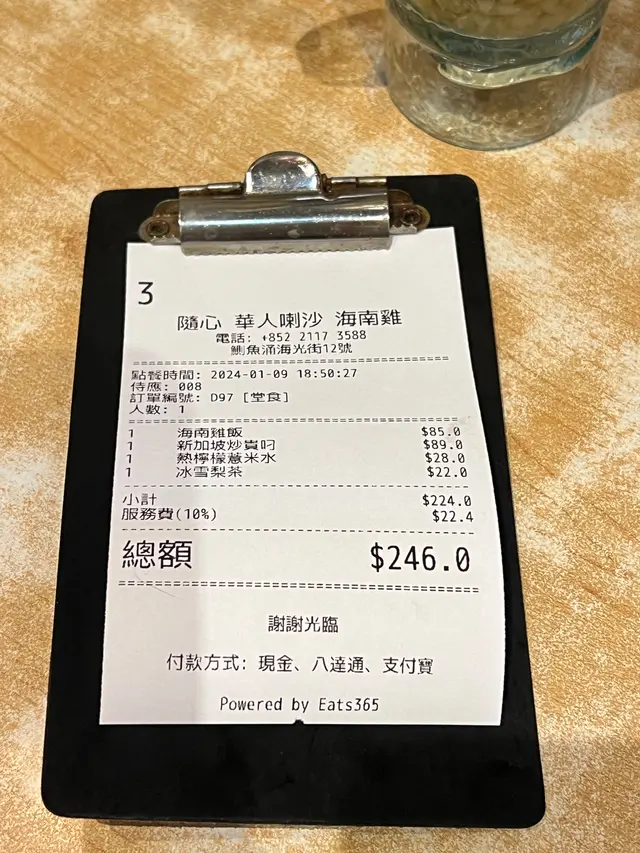 3
隨心 華人喇沙 海南雞
電話: +852 2117 3588
鰂魚涌海光街12號
點餐時間: 2024-01-09 18:50:27
侍應: 008
訂單編號: D97 [堂食]
人數: 1
1 海南雞飯 $85.0
1 新加坡炒貴叼 $89.0
1 熱檸檬薏米水 $28.0
1 冰雪梨茶 $22.0
小計 $224.0
服務費(10%) $22.4
總額 $246.0
謝謝光臨
付款方式: 現金、八達通、支付寶
Powered by Eats365